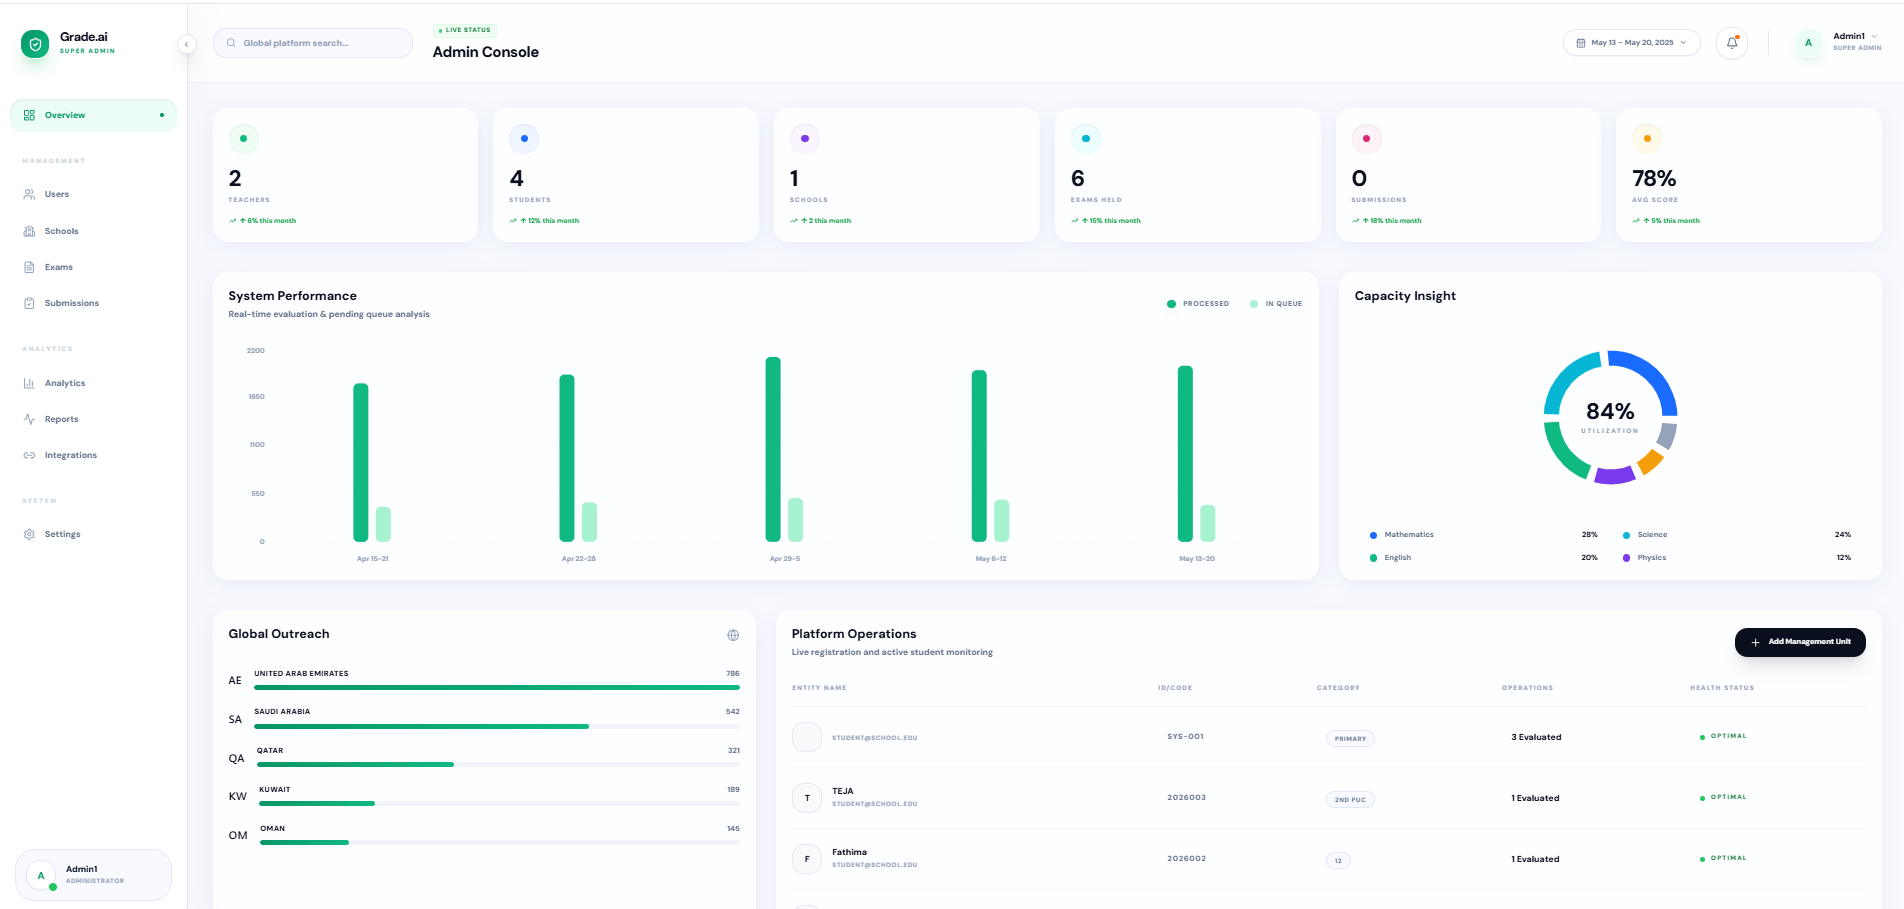 Grade.ai
SUPER ADMIN
Overview
MANAGEMENT
Users
Schools
Exams
Submissions
ANALYTICS
Analytics
Reports
Integrations
SYSTEM
Settings
A
Admin1
ADMINISTRATOR
Global platform search...
LIVE STATUS
Admin Console
May 13 – May 20, 2025
A
Admin1
SUPER ADMIN
2
TEACHERS
↑ 6% this month
4
STUDENTS
↑ 12% this month
1
SCHOOLS
↑ 2 this month
6
EXAMS HELD
↑ 15% this month
0
SUBMISSIONS
↑ 18% this month
78%
AVG SCORE
↑ 5% this month
System Performance
Real-time evaluation & pending queue analysis
PROCESSED
IN QUEUE
2200
1650
1100
550
0
Apr 15-21
Apr 22-28
Apr 29-5
May 6-12
May 13-20
Capacity Insight
84%
UTILIZATION
Mathematics 28%
Science 24%
English 20%
Physics 12%
Global Outreach
AE UNITED ARAB EMIRATES 786
SA SAUDI ARABIA 542
QA QATAR 321
KW KUWAIT 189
OM OMAN 145
Platform Operations
Live registration and active student monitoring
Add Management Unit
ENTITY NAME ID/CODE CATEGORY OPERATIONS HEALTH STATUS
STUDENT@SCHOOL.EDU SYS-001 PRIMARY 3 Evaluated OPTIMAL
T TEJA
STUDENT@SCHOOL.EDU 2026003 2ND PUC 1 Evaluated OPTIMAL
F Fathima
STUDENT@SCHOOL.EDU 2026002 12 1 Evaluated OPTIMAL